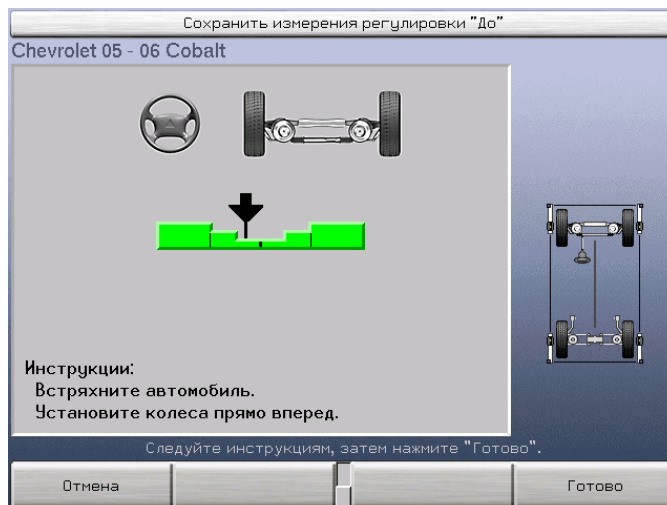 Сохранить измерения регулировки "До"
Chevrolet 05 - 06 Cobalt
Инструкции:
Встряхните автомобиль.
Установите колеса прямо вперед.
Следуйте инструкциям, затем нажмите "Готово".
Отмена
Готово